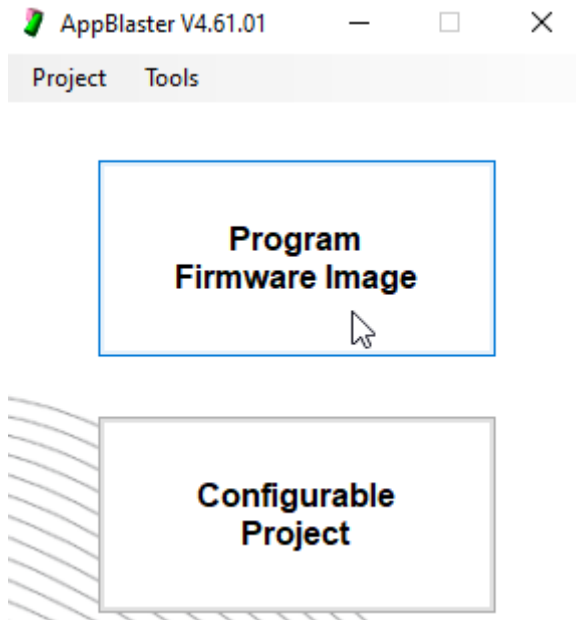 AppBlaster V4.61.01
Project Tools
Program
Firmware Image
Configurable
Project